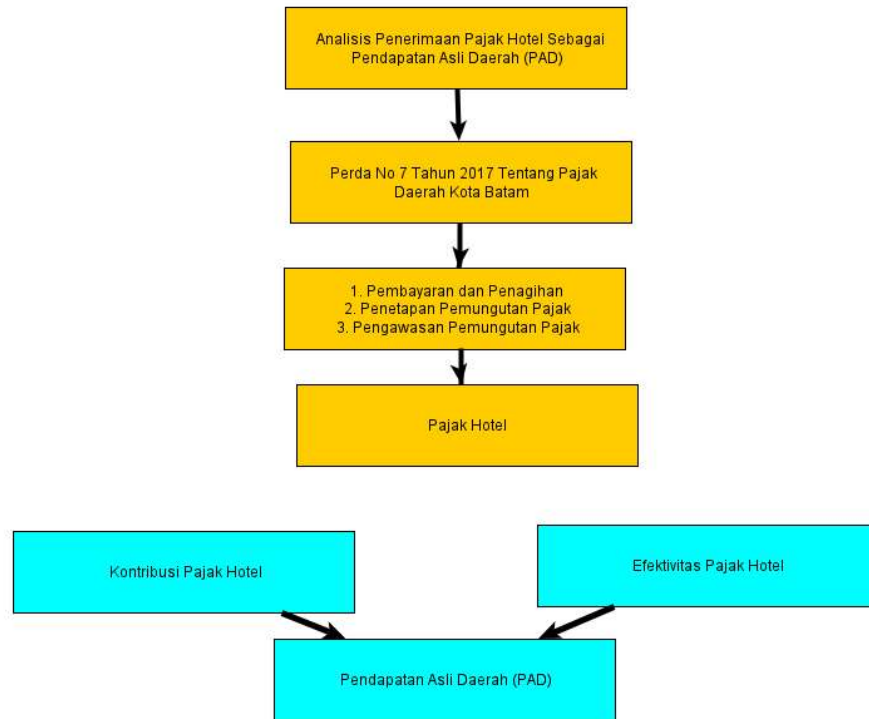 Analisis Penerimaan Pajak Hotel Sebagai
Pendapatan Asli Daerah (PAD)
Perda No 7 Tahun 2017 Tentang Pajak
Daerah Kota Batam
1. Pembayaran dan Penagihan
2. Penetapan Pemungutan Pajak
3. Pengawasan Pemungutan Pajak
Pajak Hotel
Kontribusi Pajak Hotel
Efektivitas Pajak Hotel
Pendapatan Asli Daerah (PAD)